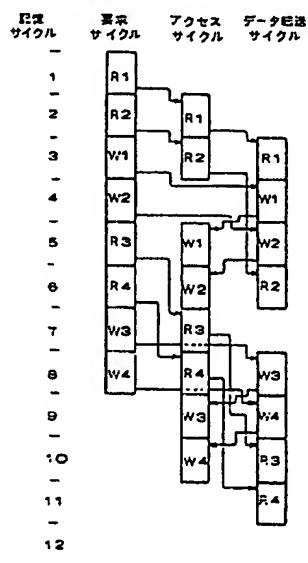 記憶 要求 アクセス データ転送
サイクル サイクル サイクル サイクル
1 R1
2 R2 R1
3 W1 R2 R1
4 W2 W1
5 R3 W1 W2
6 R4 W2 R2
7 W3 R3
8 W4 R4 W3
9 W3 W4
10 W4 R3
11 R4
12